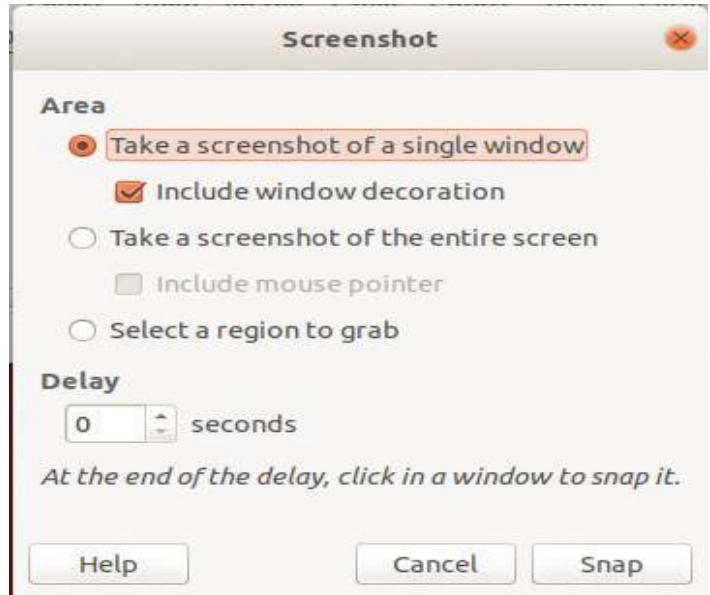 Screenshot
Area
Take a screenshot of a single window
Include window decoration
Take a screenshot of the entire screen
Include mouse pointer
Select a region to grab
Delay
0 seconds
At the end of the delay, click in a window to snap it.
Help Cancel Snap